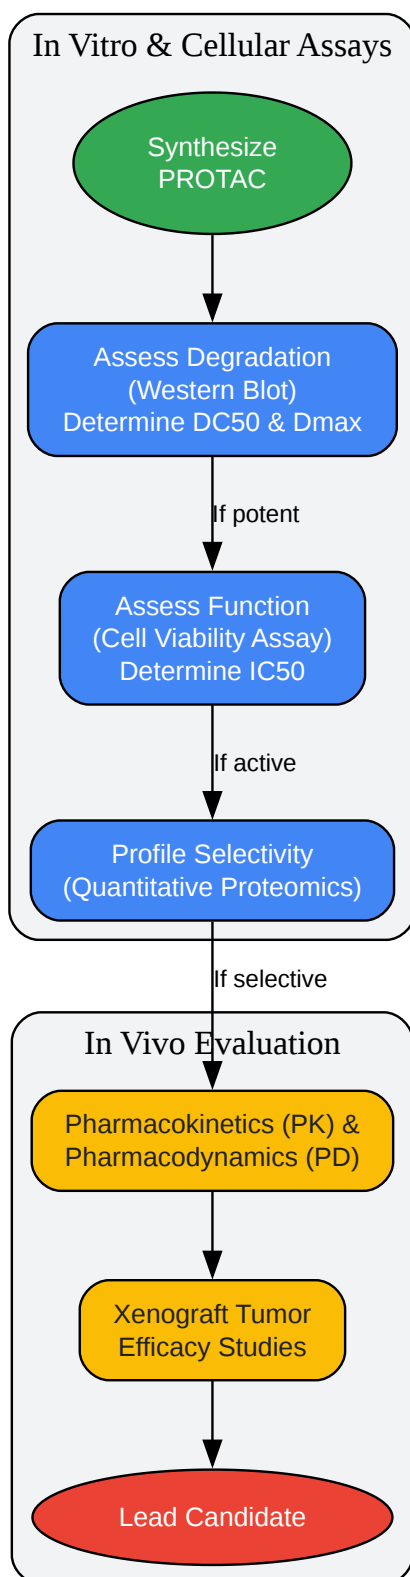 In Vitro & Cellular Assays
Synthesize
PROTAC
Assess Degradation
(Western Blot)
Determine DC50 & Dmax
If potent
Assess Function
(Cell Viability Assay)
Determine IC50
If active
Profile Selectivity
(Quantitative Proteomics)
If selective
In Vivo Evaluation
Pharmacokinetics (PK) &
Pharmacodynamics (PD)
Xenograft Tumor
Efficacy Studies
Lead Candidate